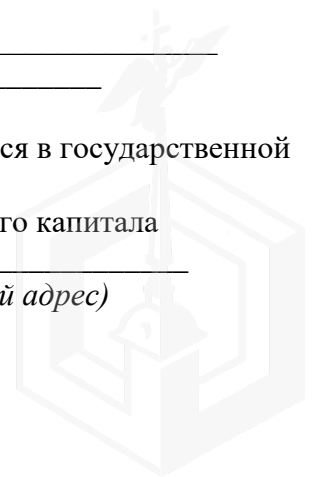 ся в государственной
го капитала
й адрес)